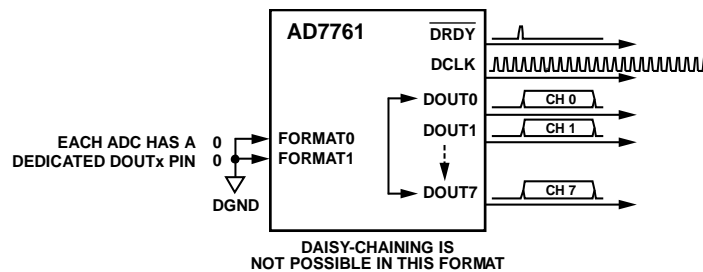 AD7761
DRDY
DCLK
DOUT0
CH 0
DOUT1
CH 1
DOUT7
CH 7
EACH ADC HAS A 0
DEDICATED DOUTx PIN 0
FORMAT0
FORMAT1
DGND
DAISY-CHAINING IS
NOT POSSIBLE IN THIS FORMAT